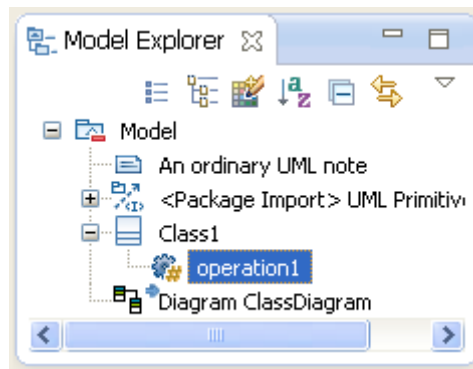 Model Explorer
Model
An ordinary UML note
<Package Import> UML Primitiv
Class1
operation1
Diagram ClassDiagram